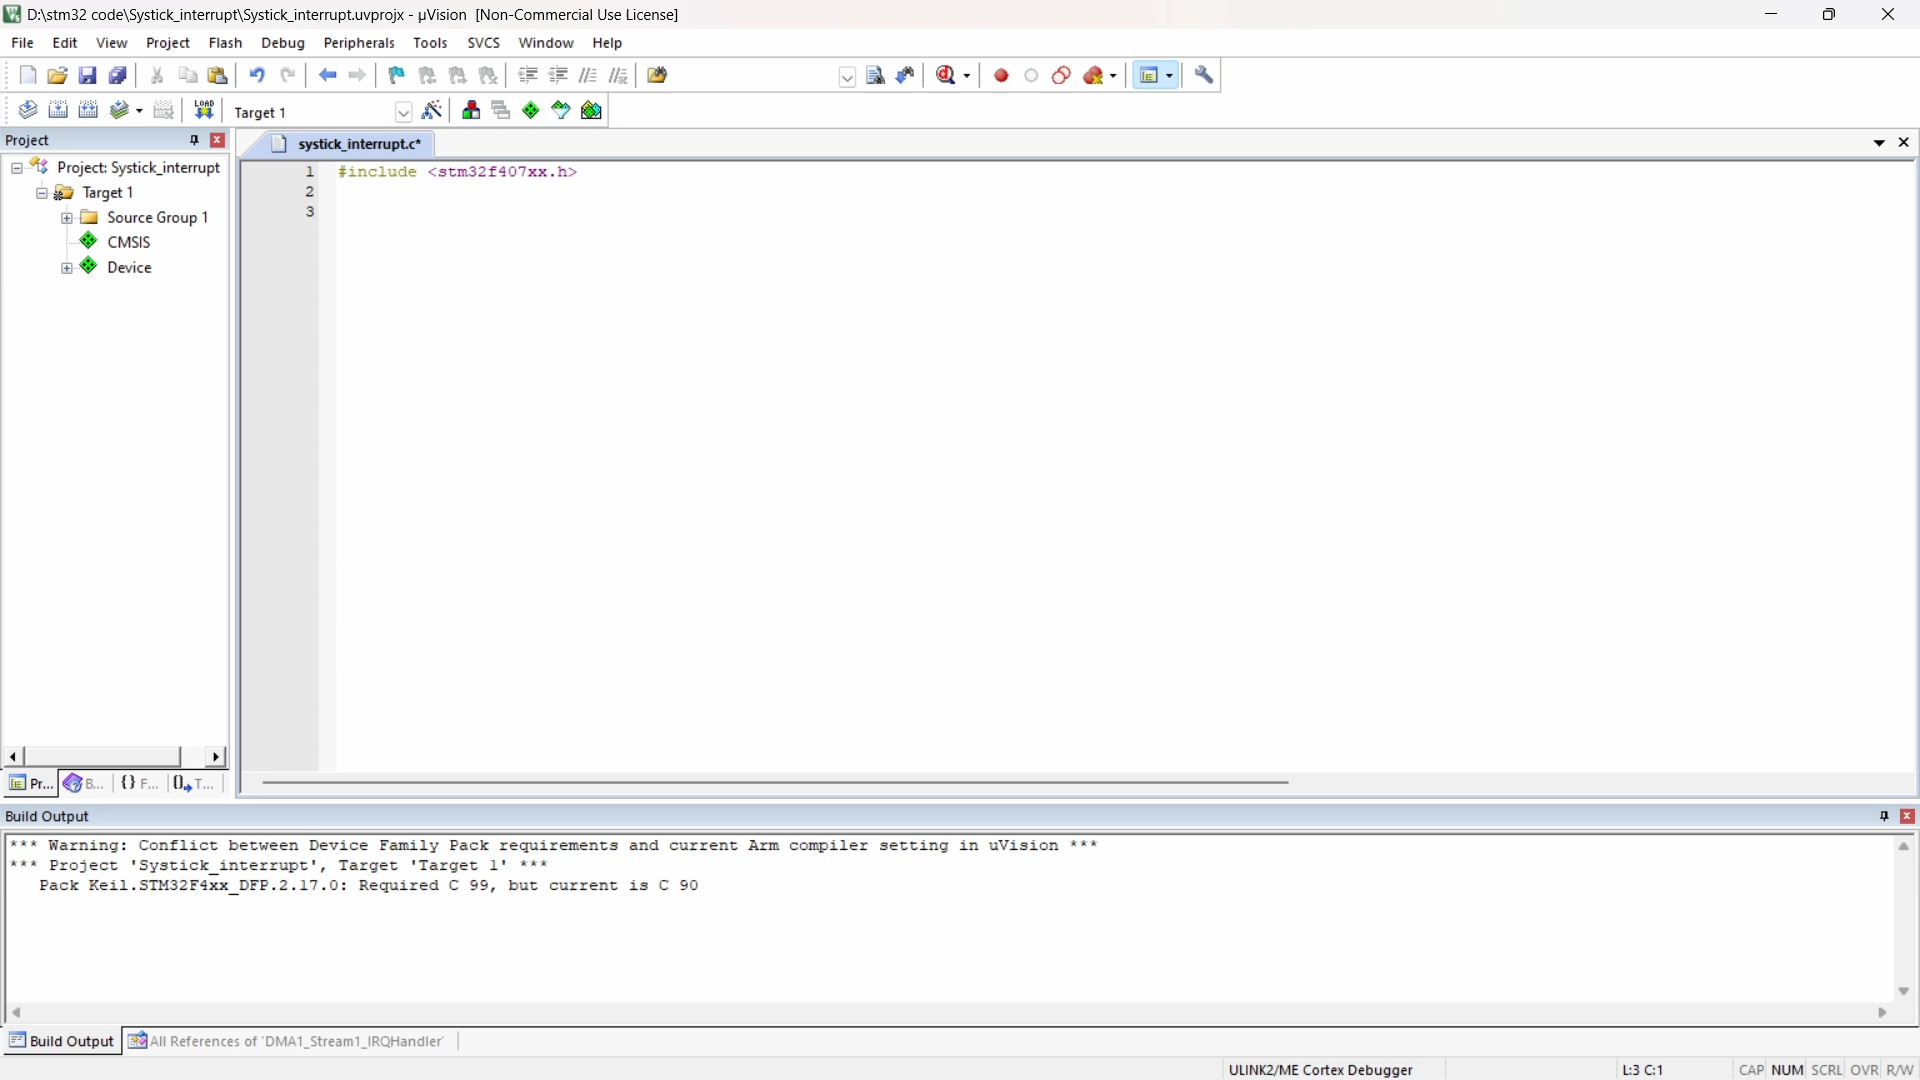 D:\stm32 code\Systick_interrupt\Systick_interrupt.uvprojx - µVision [Non-Commercial Use License]
File Edit View Project Flash Debug Peripherals Tools SVCS Window Help
LOAD Target 1
Project
systick_interrupt.c*
Project: Systick_interrupt
Target 1
Source Group 1
CMSIS
Device
1 #include <stm32f407xx.h>
2
3
Pr... B... {} F... 0 T...
Build Output
*** Warning: Conflict between Device Family Pack requirements and current Arm compiler setting in uVision ***
*** Project 'Systick_interrupt', Target 'Target 1' ***
Pack Keil.STM32F4xx_DFP.2.17.0: Required C 99, but current is C 90
Build Output All References of 'DMA1_Stream1_IRQHandler'
ULINK2/ME Cortex Debugger L:3 C:1 CAP NUM SCRL OVR R/W